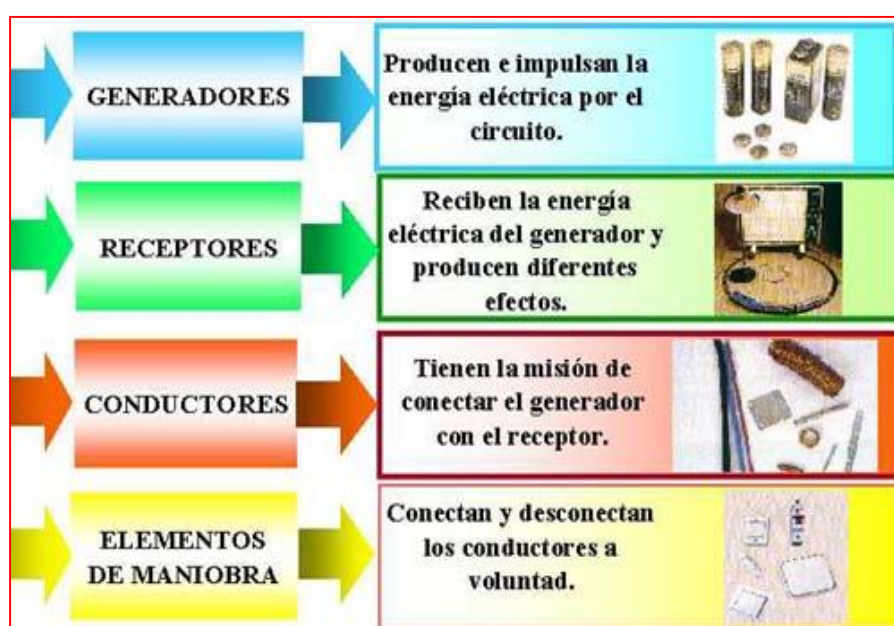 GENERADORES
Producen e impulsan la
energía eléctrica por el
circuito.
RECEPTORES
Reciben la energía
eléctrica del generador y
producen diferentes
efectos.
CONDUCTORES
Tienen la misión de
conectar el generador
con el receptor.
ELEMENTOS
DE MANIOBRA
Conectan y desconectan
los conductores a
voluntad.